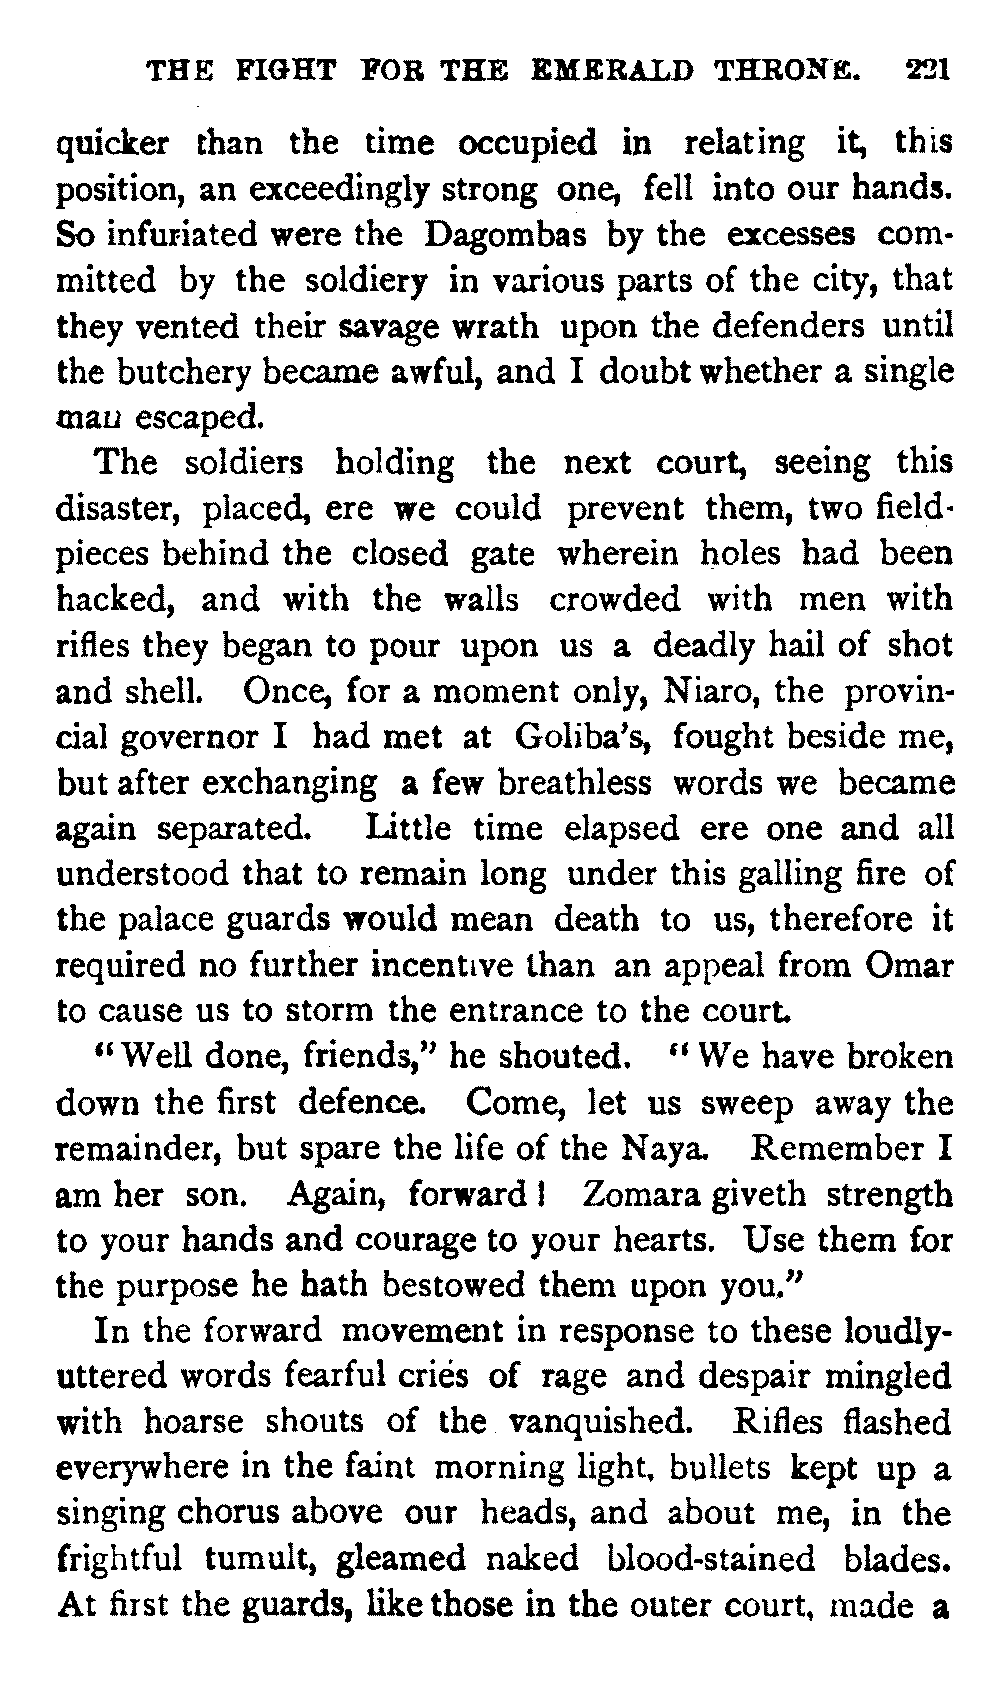 THE FIGHT FOR THE EMERALD THRONE. 221
quicker than the time occupied in relating it, this
position, an exceedingly strong one, fell into our hands.
So infuriated were the Dagombas by the excesses com-
mitted by the soldiery in various parts of the city, that
they vented their savage wrath upon the defenders until
the butchery became awful, and I doubt whether a single
man escaped.
The soldiers holding the next court, seeing this
disaster, placed, ere we could prevent them, two field-
pieces behind the closed gate wherein holes had been
hacked, and with the walls crowded with men with
rifles they began to pour upon us a deadly hail of shot
and shell. Once, for a moment only, Niaro, the provin-
cial governor I had met at Goliba's, fought beside me,
but after exchanging a few breathless words we became
again separated. Little time elapsed ere one and all
understood that to remain long under this galling fire of
the palace guards would mean death to us, therefore it
required no further incentive than an appeal from Omar
to cause us to storm the entrance to the court.
"Well done, friends," he shouted. "We have broken
down the first defence. Come, let us sweep away the
remainder, but spare the life of the Naya. Remember I
am her son. Again, forward! Zomara giveth strength
to your hands and courage to your hearts. Use them for
the purpose he hath bestowed them upon you."
In the forward movement in response to these loudly-
uttered words fearful cries of rage and despair mingled
with hoarse shouts of the vanquished. Rifles flashed
everywhere in the faint morning light, bullets kept up a
singing chorus above our heads, and about me, in the
frightful tumult, gleamed naked blood-stained blades.
At first the guards, like those in the outer court, made a